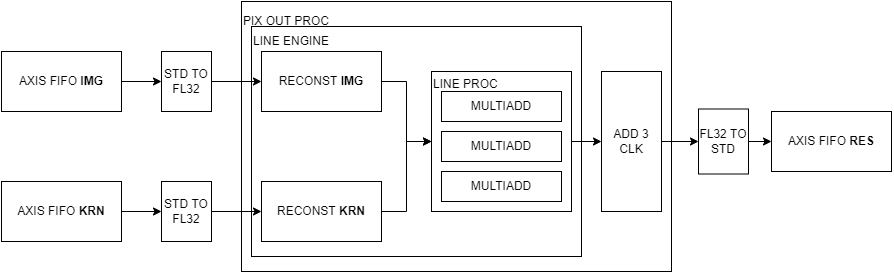 PIX OUT PROC
LINE ENGINE
AXIS FIFO IMG
STD TO
FL32
RECONST IMG
LINE PROC
MULTIADD
MULTIADD
MULTIADD
ADD 3
CLK
FL32 TO
STD
AXIS FIFO RES
AXIS FIFO KRN
STD TO
FL32
RECONST KRN